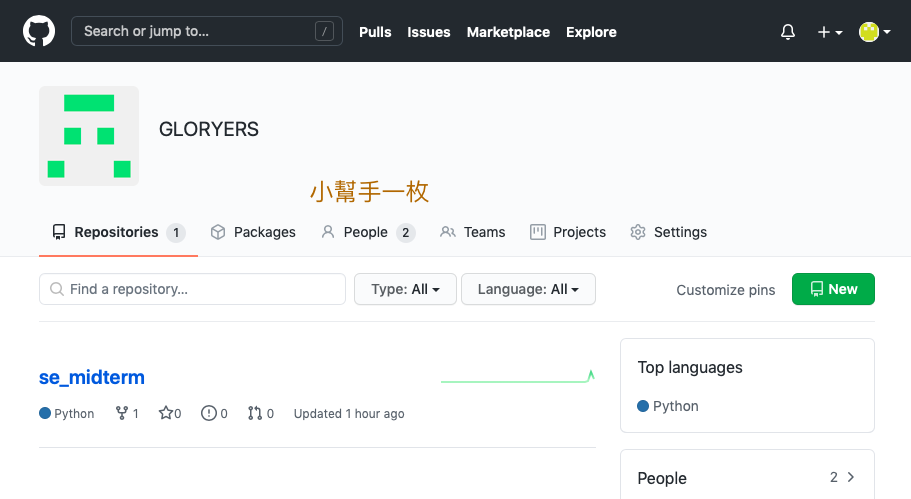 Search or jump to... /
Pulls Issues Marketplace Explore
GLORYERS
小幫手一枚
Repositories 1 Packages People 2 Teams Projects Settings
Find a repository... Type: All Language: All Customize pins New
se_midterm
Python 1 0 0 0 Updated 1 hour ago
Top languages
Python
People 2